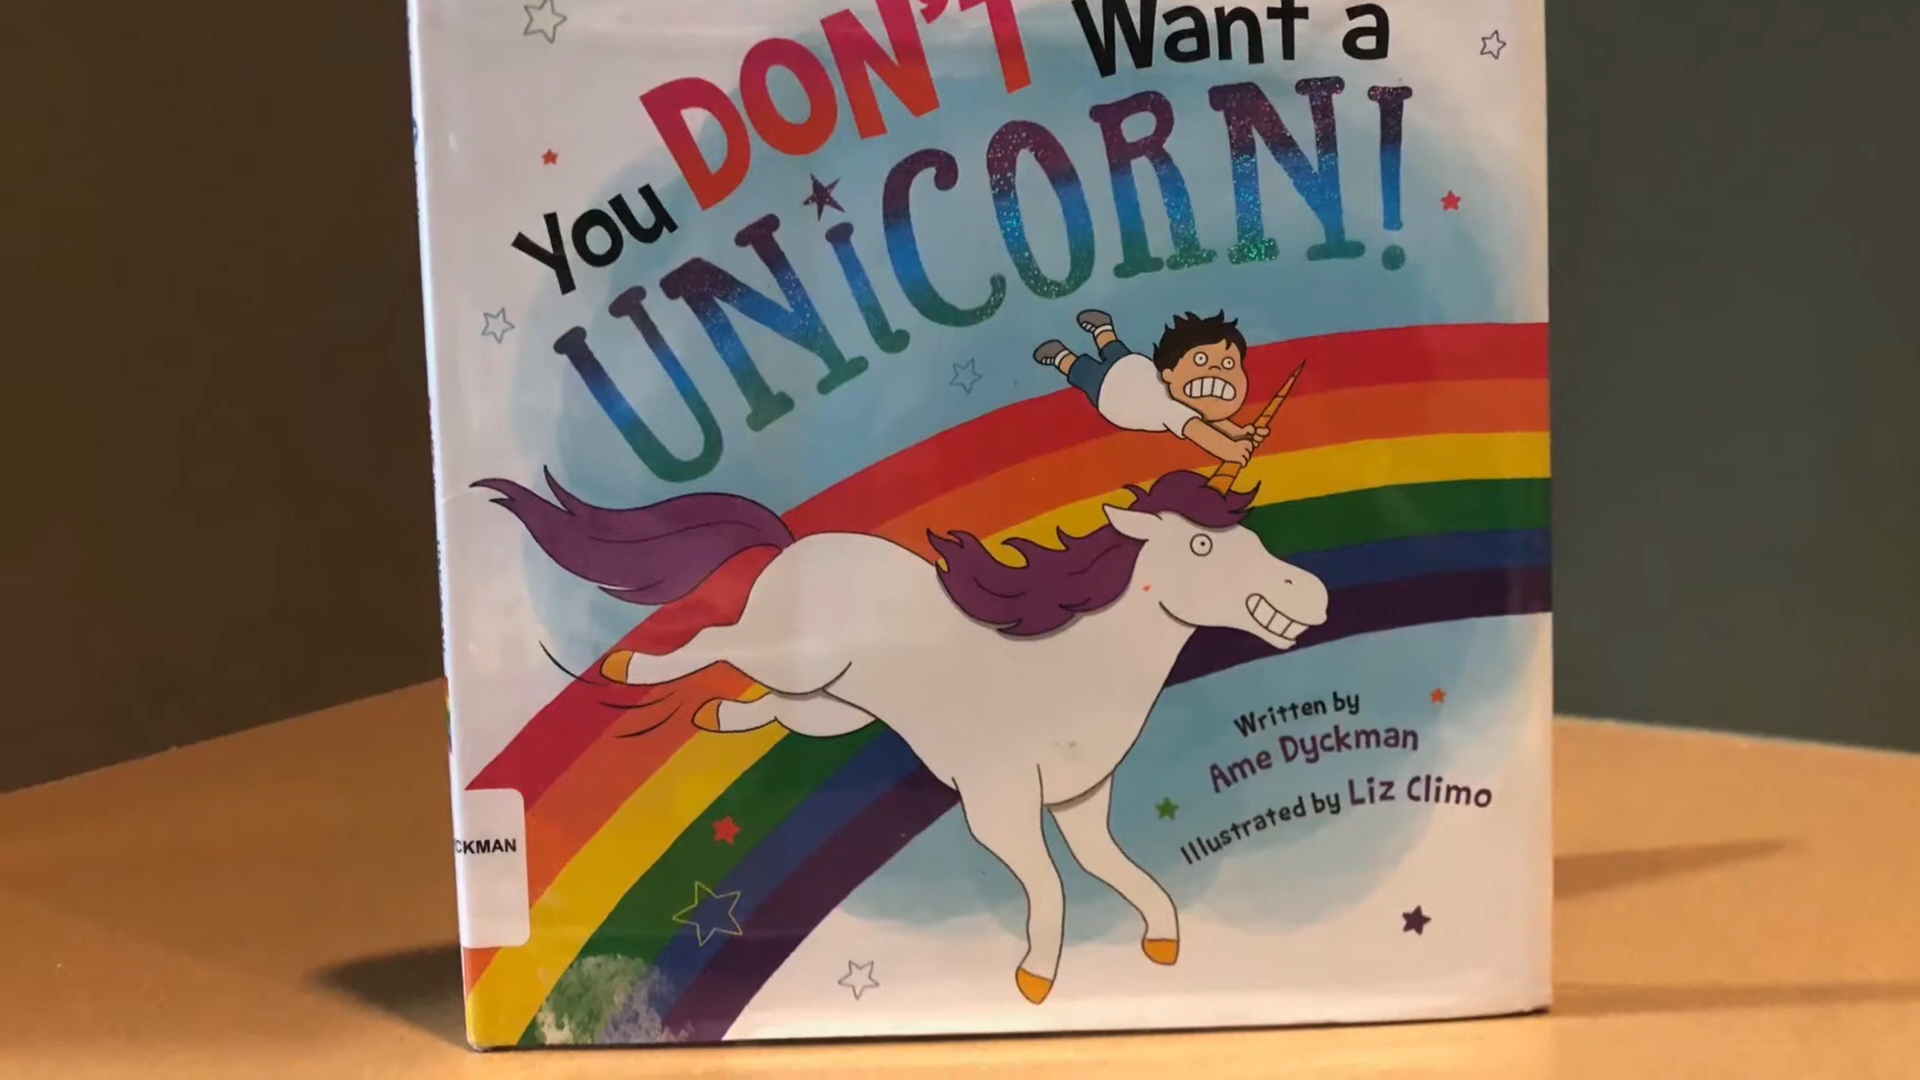 You DON'T Want a
UNiCORN!
Written by
Ame Dyckman
Illustrated by Liz Climo
CKMAN